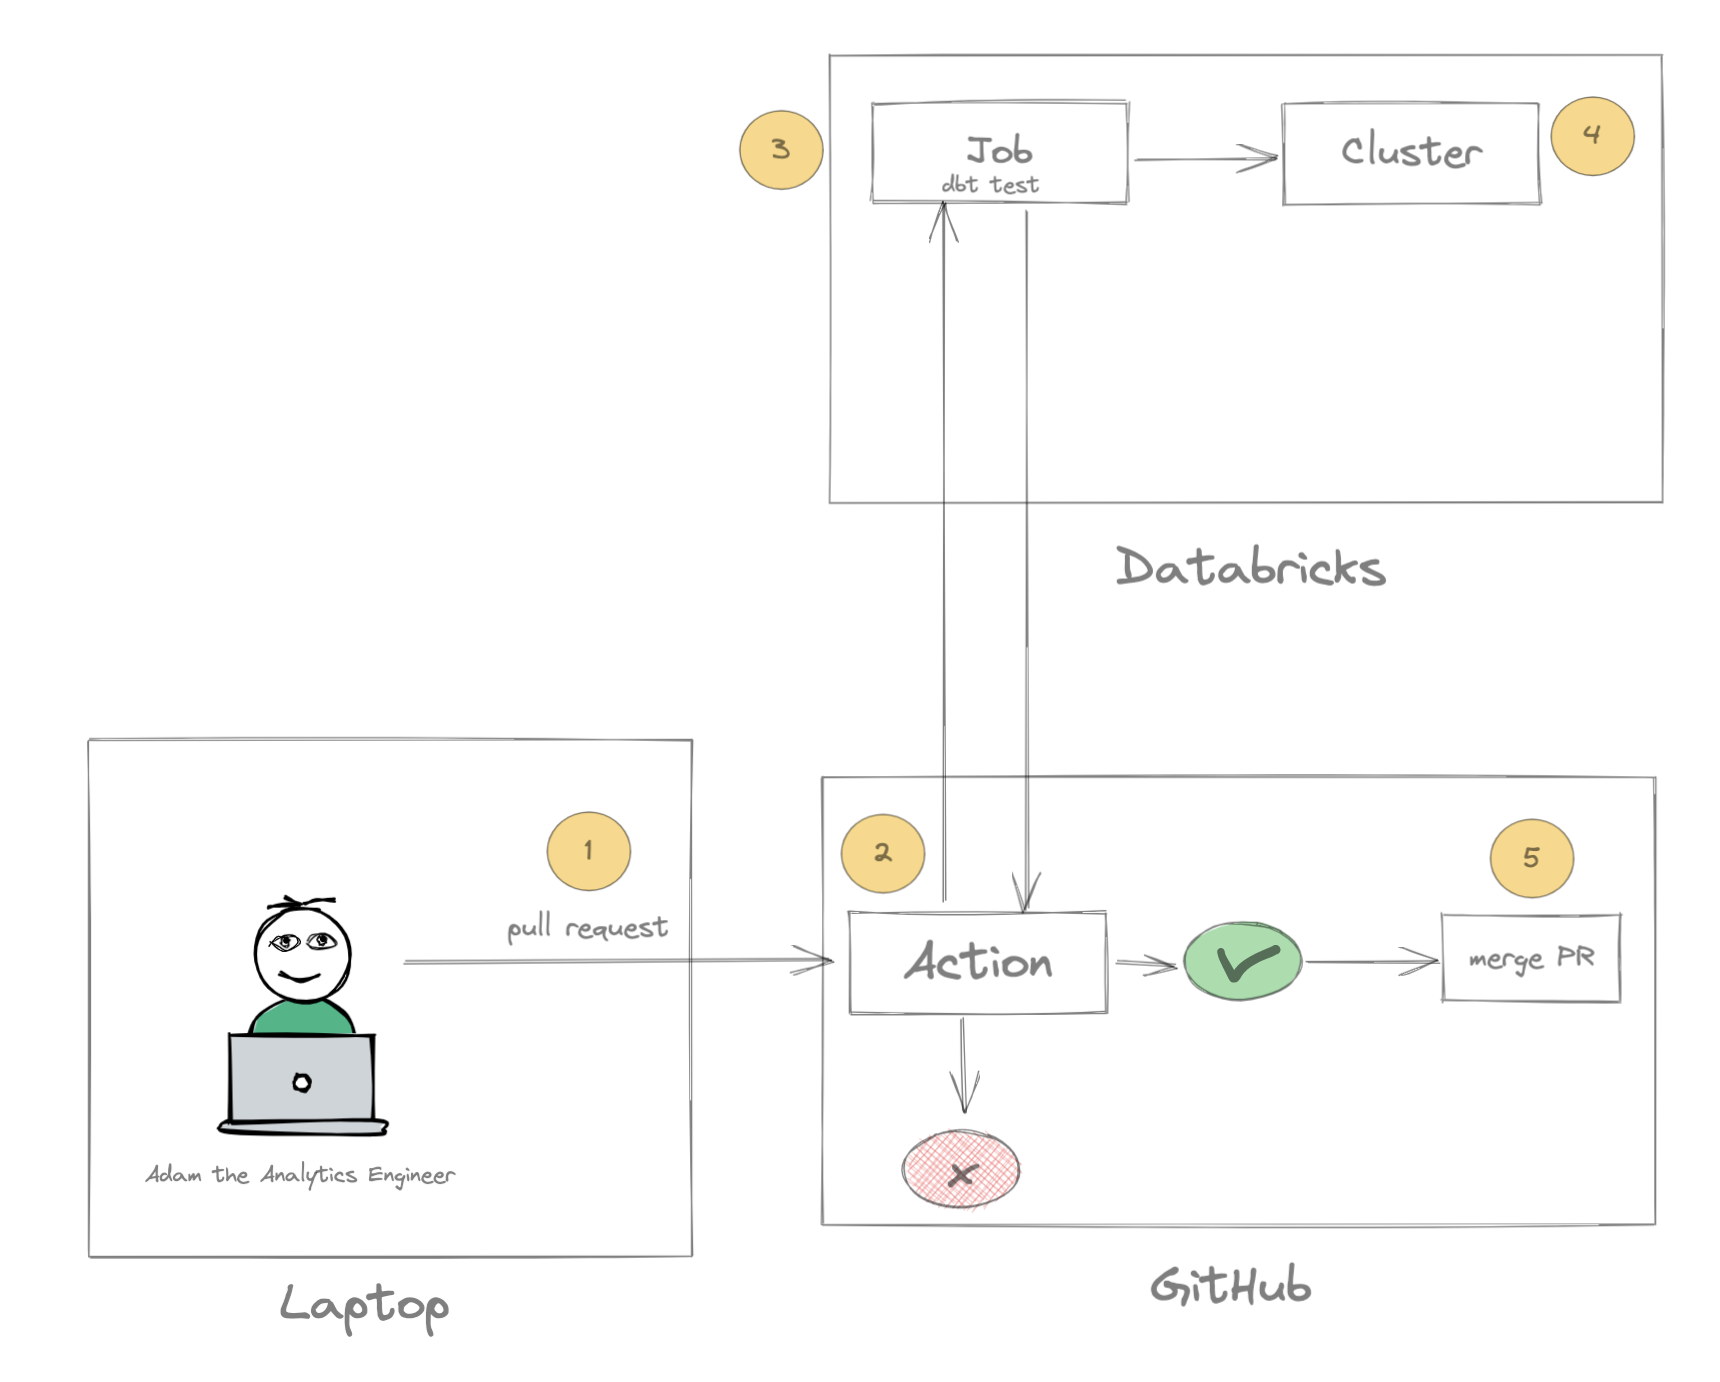 3
Job
dbt test
Cluster
4
Databricks
1
pull request
Adam the Analytics Engineer
Laptop
2
Action
5
merge PR
GitHub